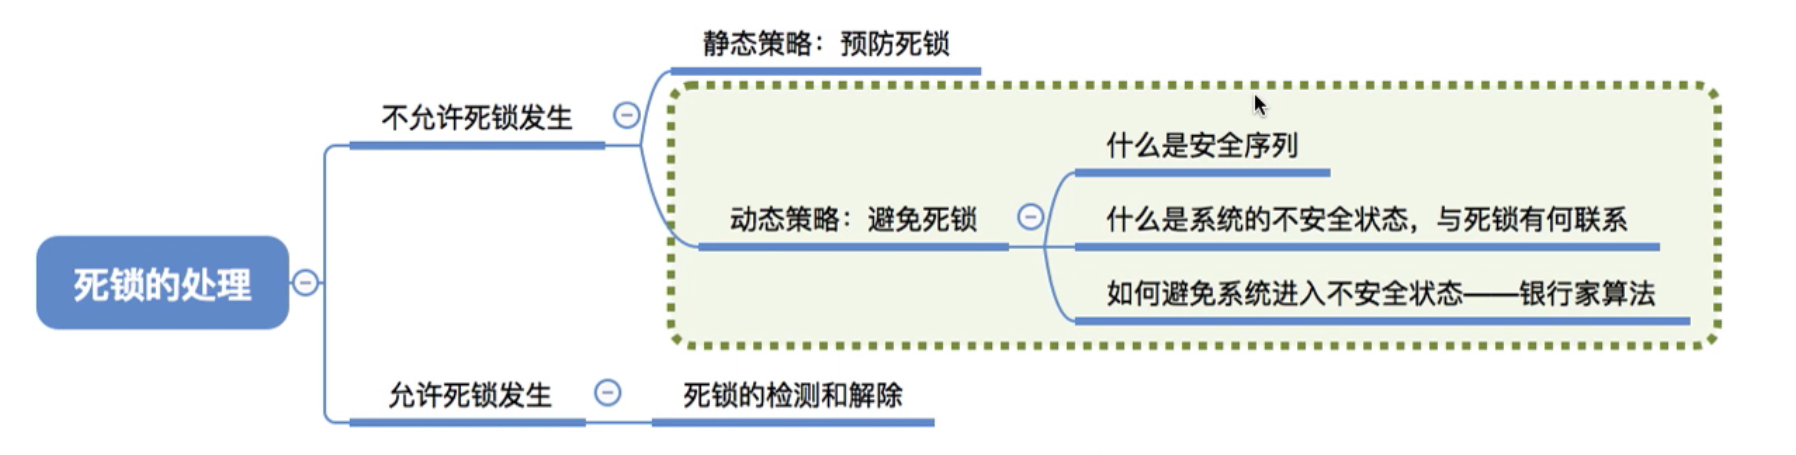 死锁的处理
不允许死锁发生
静态策略：预防死锁
动态策略：避免死锁
什么是安全序列
什么是系统的不安全状态，与死锁有何联系
如何避免系统进入不安全状态——银行家算法
允许死锁发生
死锁的检测和解除